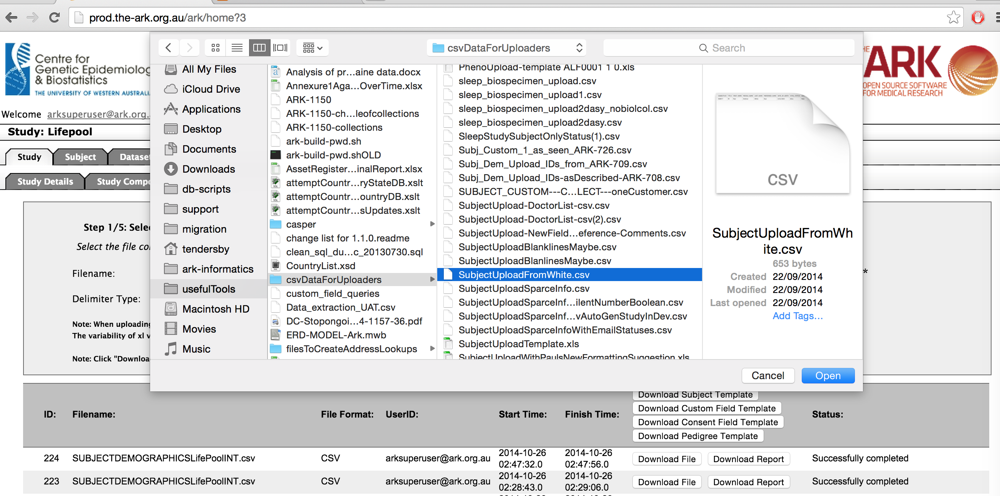 prod.the-ark.org.au/ark/home?3
csvDataForUploaders
Search
Centre for
Genetic Epidemiolog
& Biostatistics
THE UNIVERSITY OF WESTERN AUSTRALI
ARK
OPEN SOURCE SOFTWARE
FOR MEDICAL RESEARCH
Welcome arksuperuser@ark.org.
Study: Lifepool
Study Subject Dataset
Study Details Study Compo
Step 1/5: Selec
Select the file co
Filename:
*
Delimiter Type:
Note: When uploading
The variability of xl v
Note: Click "Downloa
All My Files
iCloud Drive
Applications
Desktop
Documents
Downloads
db-scripts
support
migration
tendersby
ark-informatics
usefulTools
Macintosh HD
Movies
Music
Analysis of pr...aine data.docx
Annexure1Aga...OverTime.xlsx
ARK-1150
ARK-1150-ch...leofcollections
ARK-1150-collections
ark-build-pwd.sh
ark-build-pwd.shOLD
AssetRegister...inalReport.xlsx
attemptCountr...ryStateDB.xslt
attemptCountr...ountryDB.xslt
attemptCountr...sUpdates.xslt
casper
change list for 1.1.0.readme
clean_sql_du...c_20130730.sql
CountryList.xsd
csvDataForUploaders
custom_field_queries
Data_extraction_UAT.csv
DC-Stopongoi...4-1157-36.pdf
ERD-MODEL-Ark.mwb
filesToCreateAddressLookups
PhenoUpload-template ALF0001 1 0.xls
sleep_biospecimen_upload.csv
sleep_biospecimen_upload1.csv
sleep_biospecimen_upload2dasy_nobiolcol.csv
sleep_biospecimen_upload2dasy.csv
SleepStudySubjectOnlyStatus(1).csv
Subj_Custom_1_as_seen_ARK-726.csv
Subj_Dem_Upload_IDs_from_ARK-709.csv
Subj_Dem_Upload_IDs-asDescribed-ARK-708.csv
SUBJECT_CUSTOM---C...LECT---oneCustomer.csv
SubjectUpload-DoctorList-csv.csv
SubjectUpload-DoctorList-csv(2).csv
SubjectUpload-NewField...eference-Comments.csv
SubjectUploadBlanklinesMaybe.csv
SubjectUploadBlanlinesMaybe.csv
SubjectUploadFromWhite.csv
SubjectUploadSparceInfo.csv
SubjectUploadSparceInf...ilentNumberBoolean.csv
SubjectUploadSparceInf...vAutoGenStudyInDev.csv
SubjectUploadSparceInfoWithEmailStatuses.csv
SubjectUploadTemplate.xls
SubjectUploadWithPaulsNewFormattingSuggestion.xls
CSV
SubjectUploadFromWh
ite.csv
653 bytes
Created 22/09/2014
Modified 22/09/2014
Last opened 22/09/2014
Add Tags...
Cancel Open
Download Subject Template
Download Custom Field Template
Download Consent Field Template
Download Pedigree Template
ID: Filename: File Format: UserID: Start Time: Finish Time: Status:
224 SUBJECTDEMOGRAPHICSLifePoolINT.csv CSV arksuperuser@ark.org.au 2014-10-26 02:47:32.0 2014-10-26 02:47:56.0 Download File Download Report Successfully completed
223 SUBJECTDEMOGRAPHICSLifePoolINT.csv CSV arksuperuser@ark.org.au 2014-10-26 02:28:43.0 2014-10-26 02:29:06.0 Download File Download Report Successfully completed